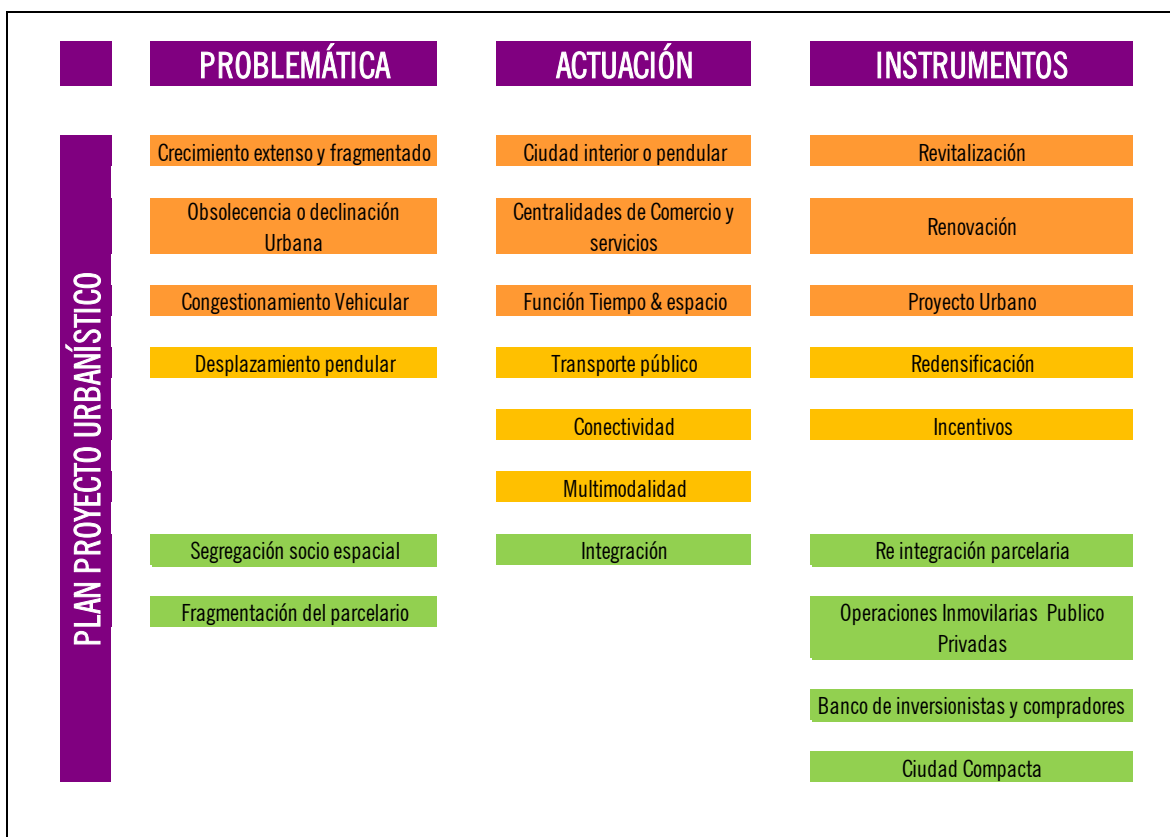 PROBLEMÁTICA
ACTUACIÓN
INSTRUMENTOS
PLAN PROYECTO URBANÍSTICO
Crecimiento extenso y fragmentado
Ciudad interior o pendular
Revitalización
Obsolecencia o declinación
Urbana
Centralidades de Comercio y
servicios
Renovación
Congestionamiento Vehicular
Función Tiempo & espacio
Proyecto Urbano
Desplazamiento pendular
Transporte público
Redensificación
Conectividad
Incentivos
Multimodalidad
Segregación socio espacial
Integración
Re integración parcelaria
Fragmentación del parcelario
Operaciones Inmovilarias Publico
Privadas
Banco de inversionistas y compradores
Ciudad Compacta